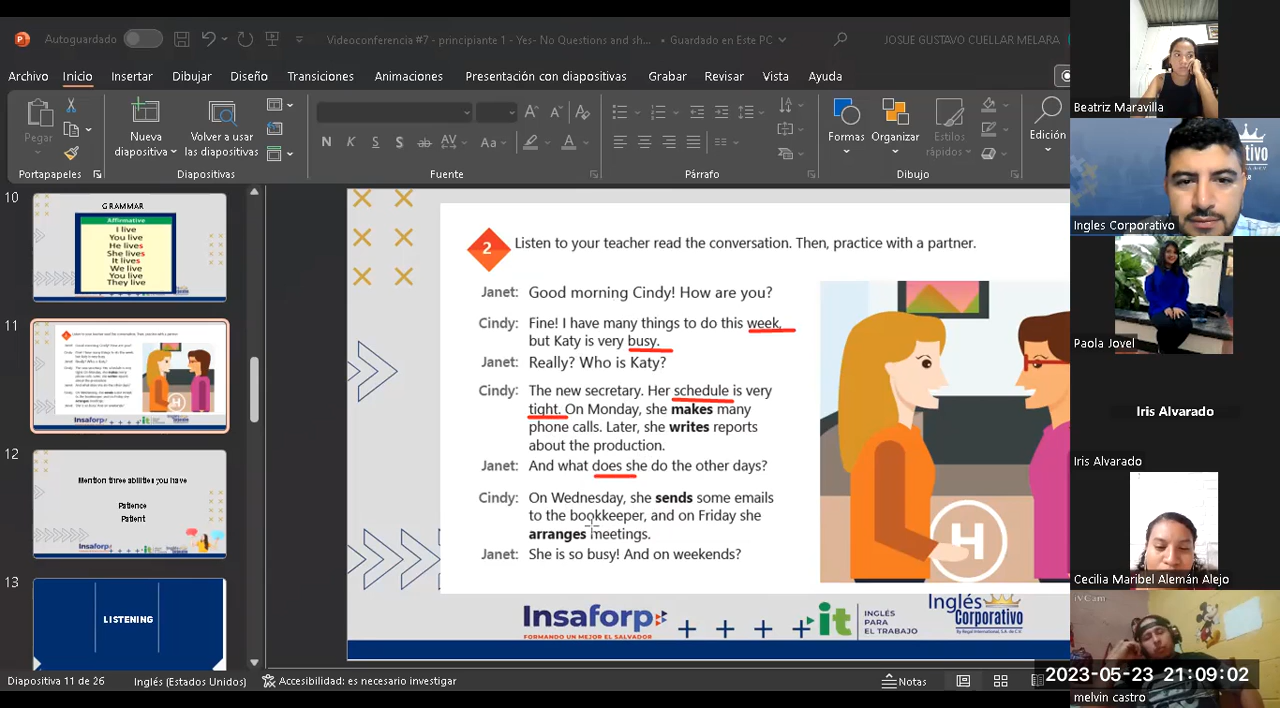 Autoguardado
Videoconferencia #7 - principiante 1 - Yes- No Questions and sh... • Guardado en Este PC
JOSUE GUSTAVO CUELLAR MELARA
Archivo Inicio Insertar Dibujar Diseño Transiciones Animaciones Presentación con diapositivas Grabar Revisar Vista Ayuda
Pegar
Nueva diapositiva
Volver a usar las diapositivas
Formas
Organizar
Estilos rápidos
Edición
Portapapeles
Diapositivas
Fuente
Párrafo
Dibujo
10
GRAMMAR
Affirmative
I live
You live
He lives
She lives
It lives
We live
You live
They live
11
12
Mention three abilities you have
Patience
Patient
13
LISTENING
2
Listen to your teacher read the conversation. Then, practice with a partner.
Janet: Good morning Cindy! How are you?
Cindy: Fine! I have many things to do this week,
but Katy is very busy.
Janet: Really? Who is Katy?
Cindy: The new secretary. Her schedule is very
tight. On Monday, she makes many
phone calls. Later, she writes reports
about the production.
Janet: And what does she do the other days?
Cindy: On Wednesday, she sends some emails
to the bookkeeper, and on Friday she
arranges meetings.
Janet: She is so busy! And on weekends?
H
Insaforp
FORMANDO UN MEJOR EL SALVADOR
it
INGLÉS
PARA
EL TRABAJO
Inglés
Corporativo
By Regal International, S.A. de C.V.
Diapositiva 11 de 26
Inglés (Estados Unidos)
Accesibilidad: es necesario investigar
Notas
Beatriz Maravilla
Ingles Corporativo
Paola Jovel
Iris Alvarado
Iris Alvarado
Cecilia Maribel Alemán Alejo
iVCam
2023-05-23 21:09:02
melvin castro